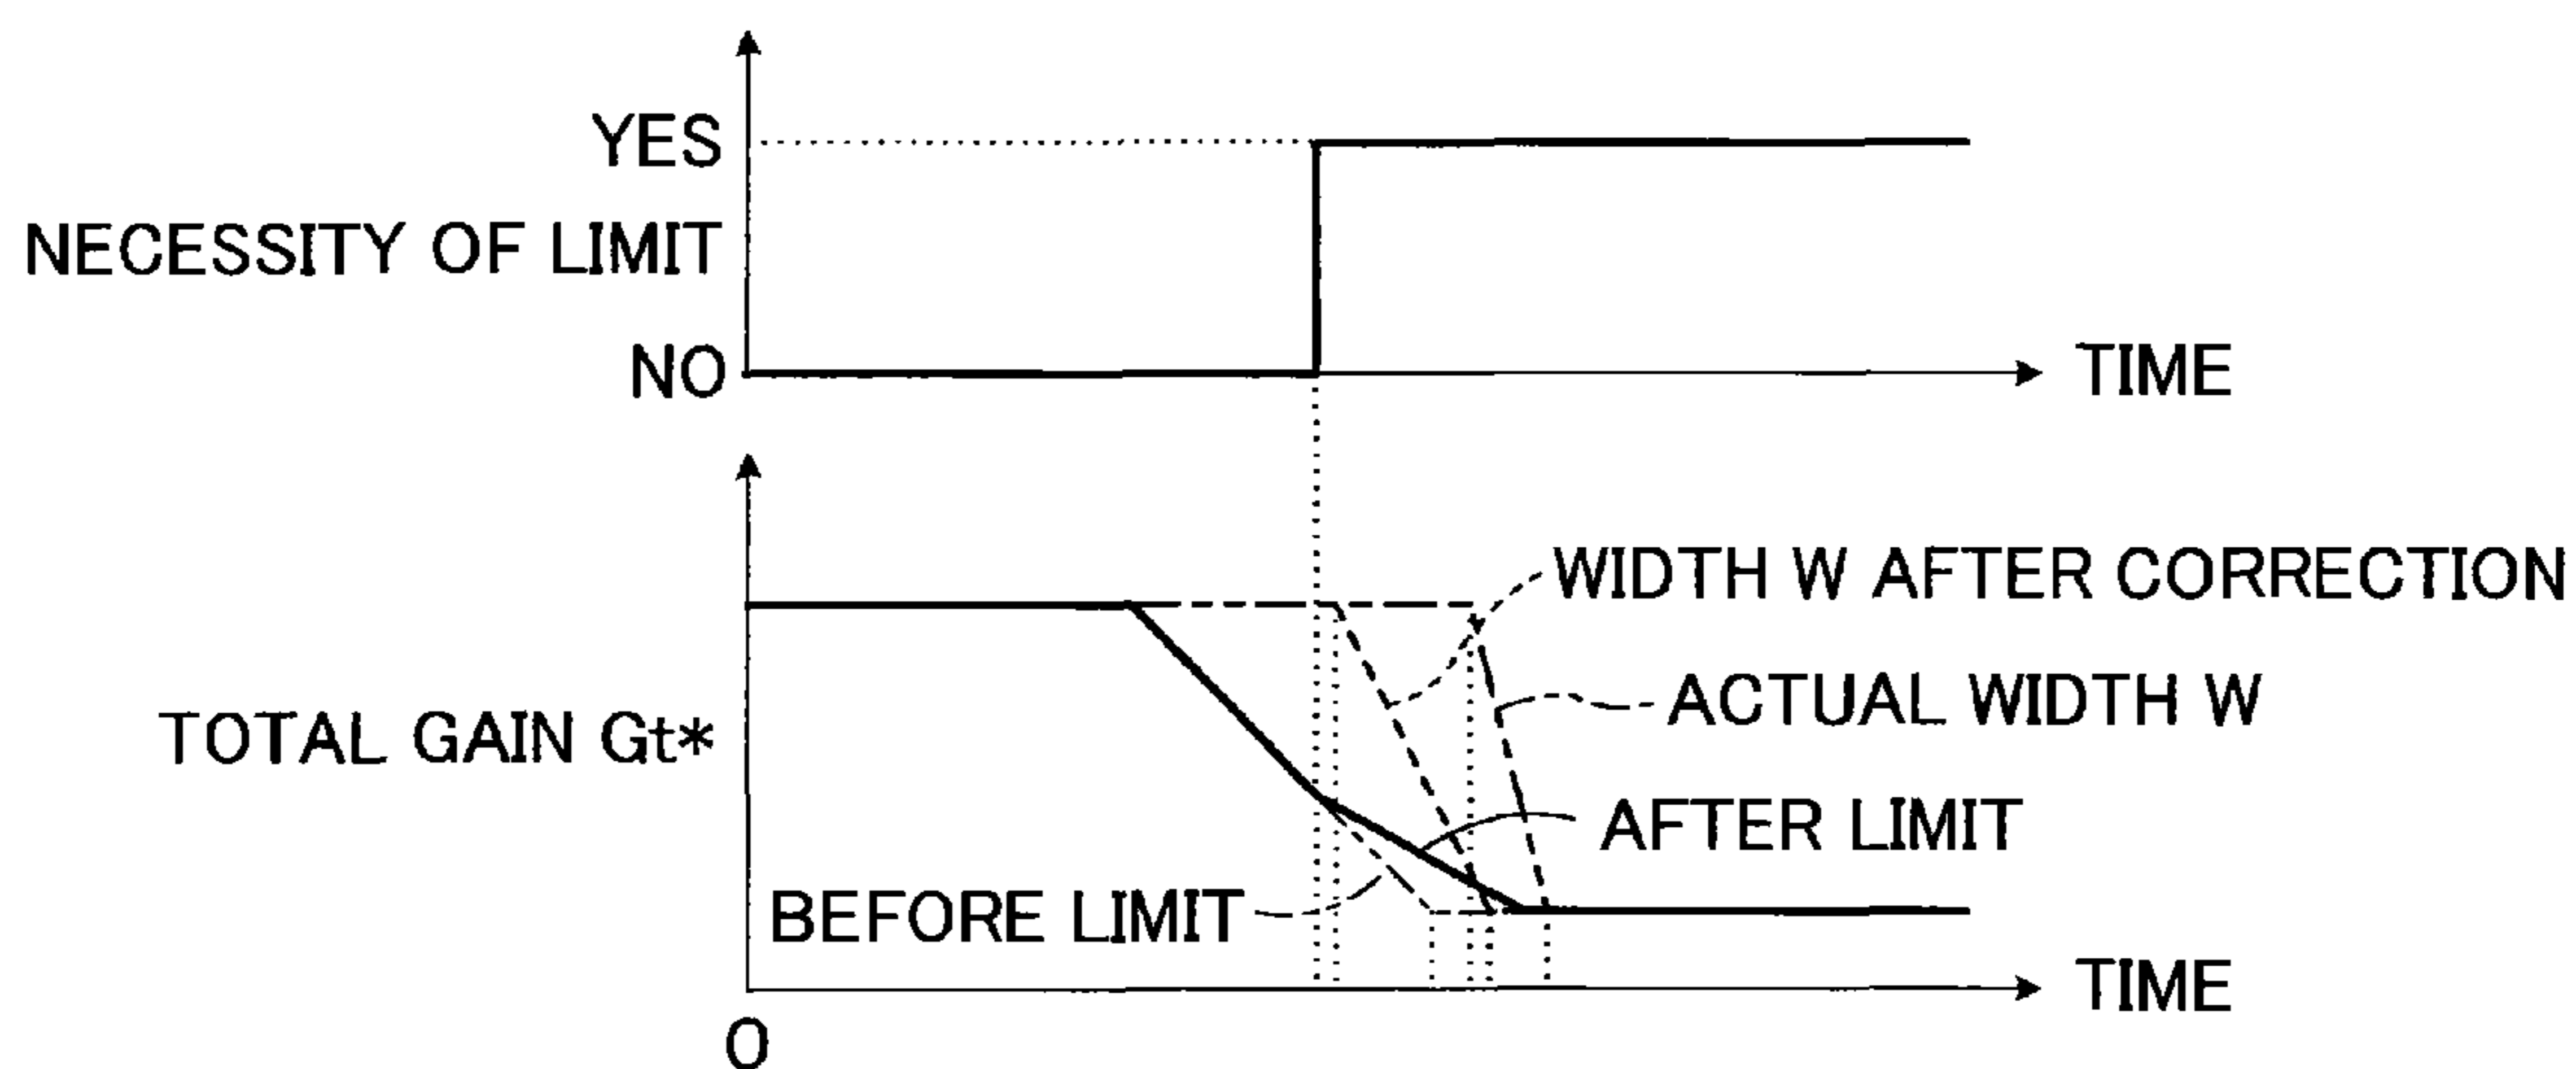 YES
NECESSITY OF LIMIT
NO
TIME
WIDTH W AFTER CORRECTION
ACTUAL WIDTH W
TOTAL GAIN Gt*
AFTER LIMIT
BEFORE LIMIT
TIME
0